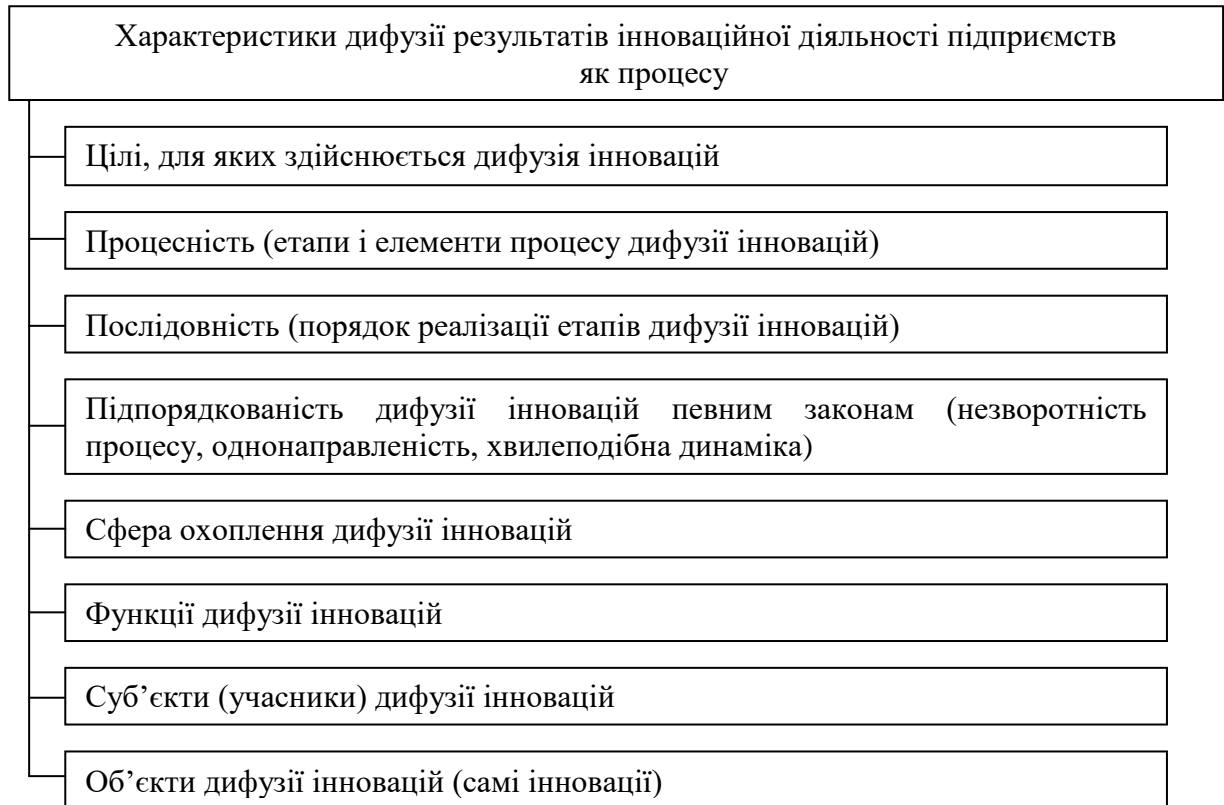 Характеристики дифузії результатів інноваційної діяльності підприємств
як процесу
Цілі, для яких здійснюється дифузія інновацій
Процесність (етапи і елементи процесу дифузії інновацій)
Послідовність (порядок реалізації етапів дифузії інновацій)
Підпорядкованість дифузії інновацій певним законам (незворотність
процесу, однонаправленість, хвилеподібна динаміка)
Сфера охоплення дифузії інновацій
Функції дифузії інновацій
Суб’єкти (учасники) дифузії інновацій
Об’єкти дифузії інновацій (самі інновації)